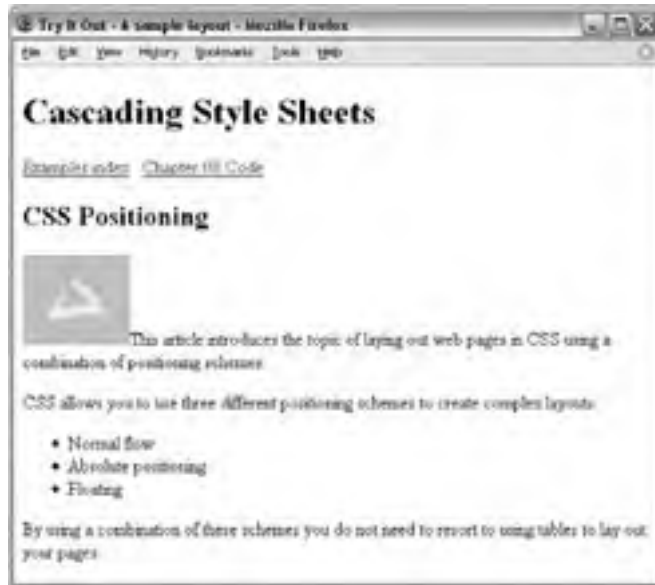 Try It Out - A sample layout - Mozilla Firefox
File Edit View History Bookmarks Tools Help
Cascading Style Sheets
Examples index Chapter 08 Code
CSS Positioning
This article introduces the topic of laying out web pages in CSS using a
combination of positioning schemes.
CSS allows you to use three different positioning schemes to create complex layouts:
• Normal flow
• Absolute positioning
• Floating
By using a combination of these schemes you do not need to resort to using tables to lay out
your pages.